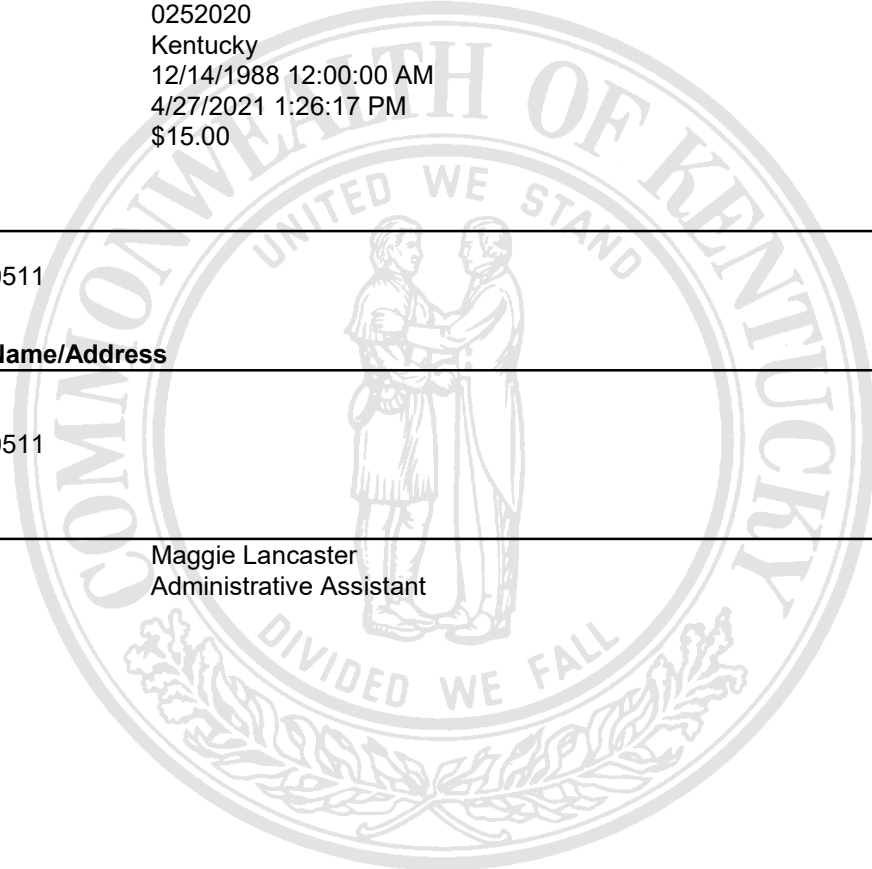 0252020
Kentucky
12/14/1988 12:00:00 AM
4/27/2021 1:26:17 PM
$15.00
COMMONWEALTH OF KENTUCKY
UNITED WE STAND
0511
Name/Address
0511
Maggie Lancaster
Administrative Assistant
DIVIDED WE FALL